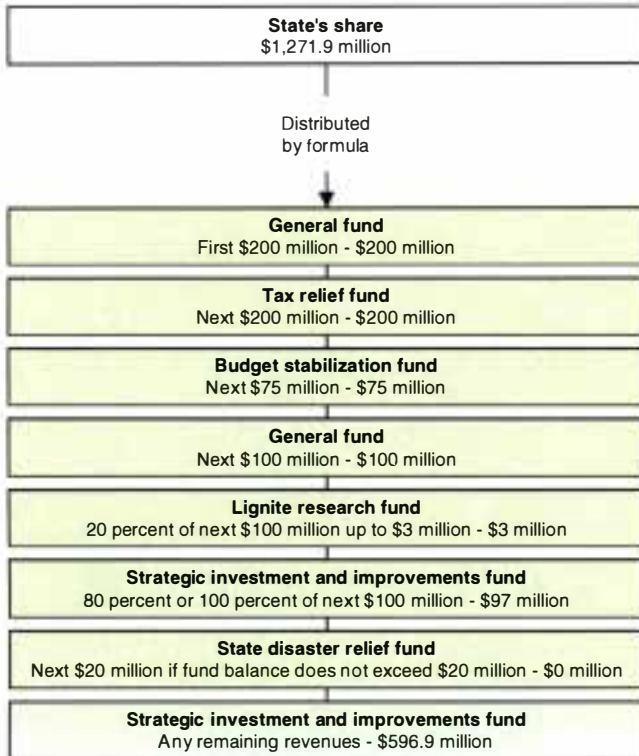 State's share
$1,271.9 million
Distributed
by formula
General fund
First $200 million - $200 million
Tax relief fund
Next $200 million - $200 million
Budget stabilization fund
Next $75 million - $75 million
General fund
Next $100 million - $100 million
Lignite research fund
20 percent of next $100 million up to $3 million - $3 million
Strategic investment and improvements fund
80 percent or 100 percent of next $100 million - $97 million
State disaster relief fund
Next $20 million if fund balance does not exceed $20 million - $0 million
Strategic investment and improvements fund
Any remaining revenues - $596.9 million